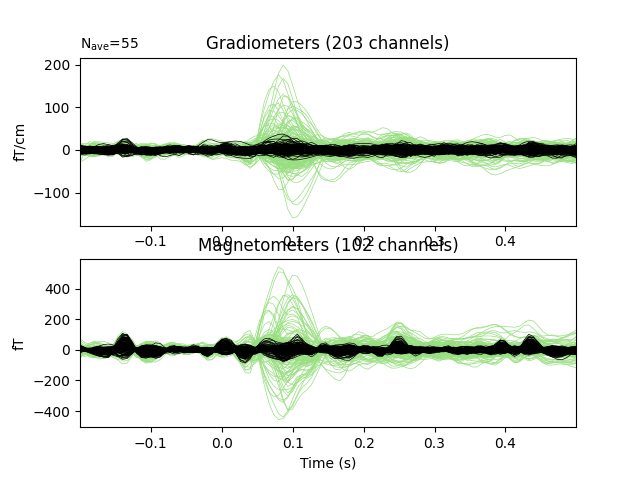 N_ave=55
Gradiometers (203 channels)
200
100
0
−100
fT/cm
−0.1 0.0 0.1 0.2 0.3 0.4
Magnetometers (102 channels)
400
200
0
−200
−400
fT
−0.1 0.0 0.1 0.2 0.3 0.4
Time (s)